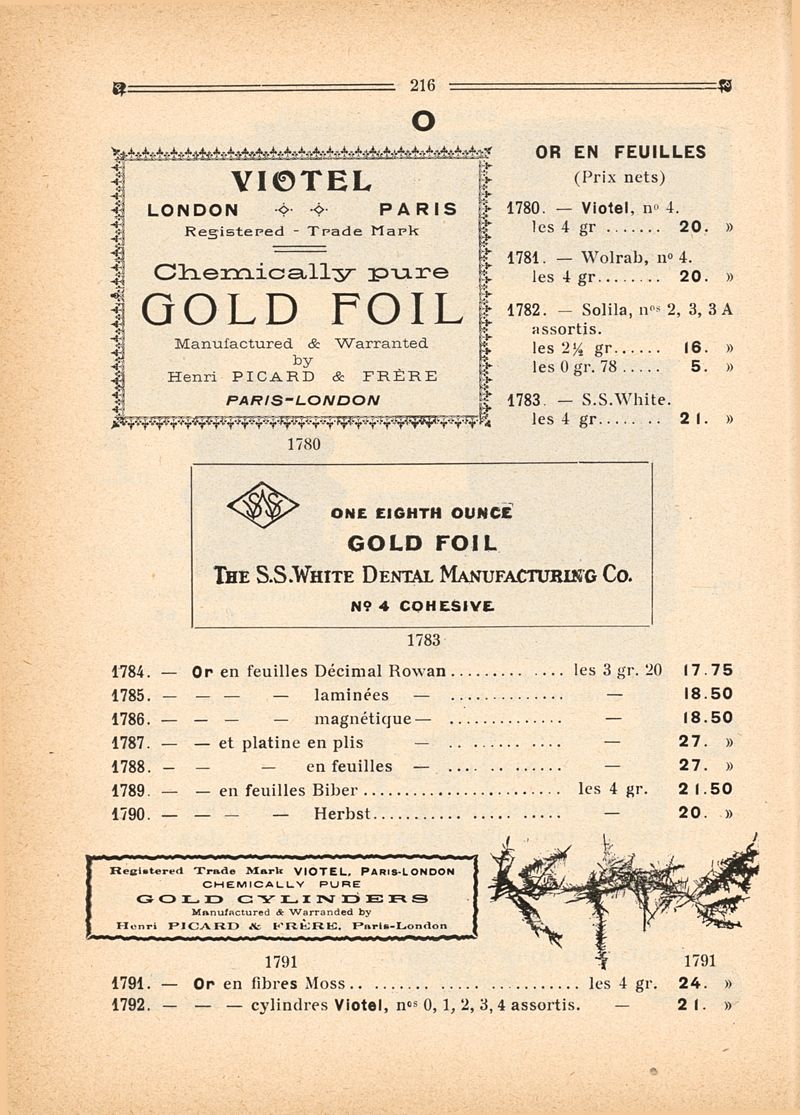 216
O
VIOTEL
LONDON PARIS
Registered - Trade Mark
Chemically pure
GOLD FOIL
Manufactured & Warranted
by
Henri PICARD & FRÈRE
PARIS-LONDON
1780
OR EN FEUILLES
(Prix nets)
1780. — Viotel, nº 4.
les 4 gr ....... 20. »
1781. — Wolrab, nº 4.
les 4 gr........ 20. »
1782. — Solila, nºˢ 2, 3, 3 A
assortis.
les 2½ gr...... 16. »
les 0 gr. 78 ..... 5. »
1783. — S.S.White.
les 4 gr....... 21. »
SSW
ONE EIGHTH OUNCE
GOLD FOIL
THE S.S.WHITE DENTAL MANUFACTURING CO.
Nº 4 COHESIVE
1783
1784. — Or en feuilles Décimal Rowan.............. les 3 gr. 20 17.75
1785. — — — — laminées — .............. — 18.50
1786. — — — — magnétique — .............. — 18.50
1787. — — et platine en plis — .............. — 27. »
1788. — — — en feuilles — .............. — 27. »
1789. — — en feuilles Biber......................... les 4 gr. 21.50
1790. — — — — Herbst........................ — 20. »
Registered Trade Mark VIOTEL, PARIS-LONDON
CHEMICALLY PURE
GOLD CYLINDERS
Manufactured & Warranded by
Henri PICARD & FRÈRE, Paris-London
1791 1791
1791. — Or en fibres Moss............................ les 4 gr. 24. »
1792. — — — cylindres Viotel, nºˢ 0, 1, 2, 3, 4 assortis. — 21. »